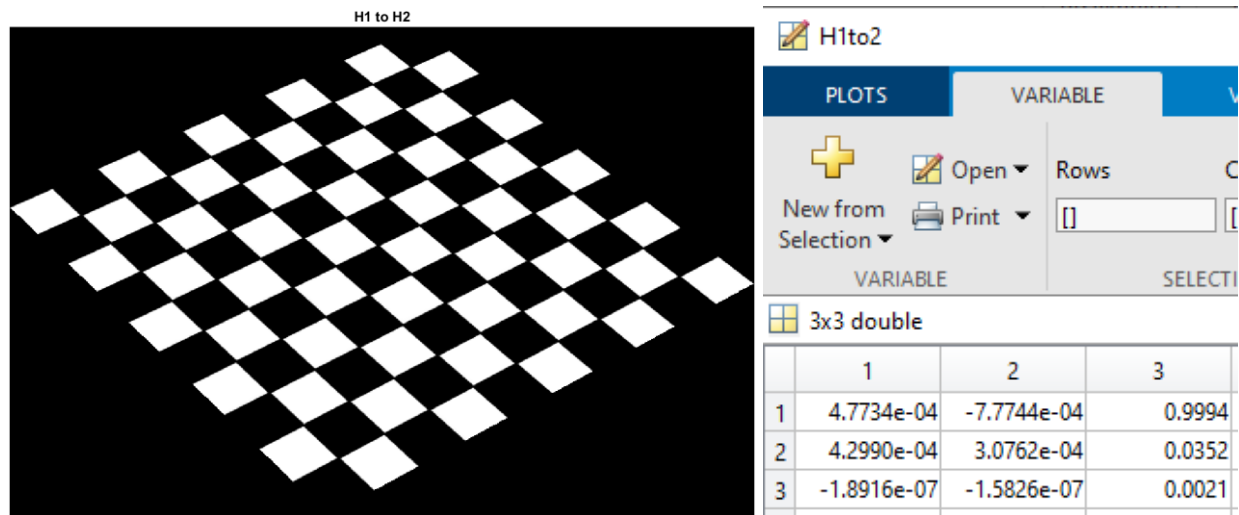 H1 to H2
H1to2
PLOTS VARIABLE
New from
Selection
Open
Print
Rows
[]
VARIABLE
SELECTI
3x3 double
1 2 3
1 4.7734e-04 -7.7744e-04 0.9994
2 4.2990e-04 3.0762e-04 0.0352
3 -1.8916e-07 -1.5826e-07 0.0021